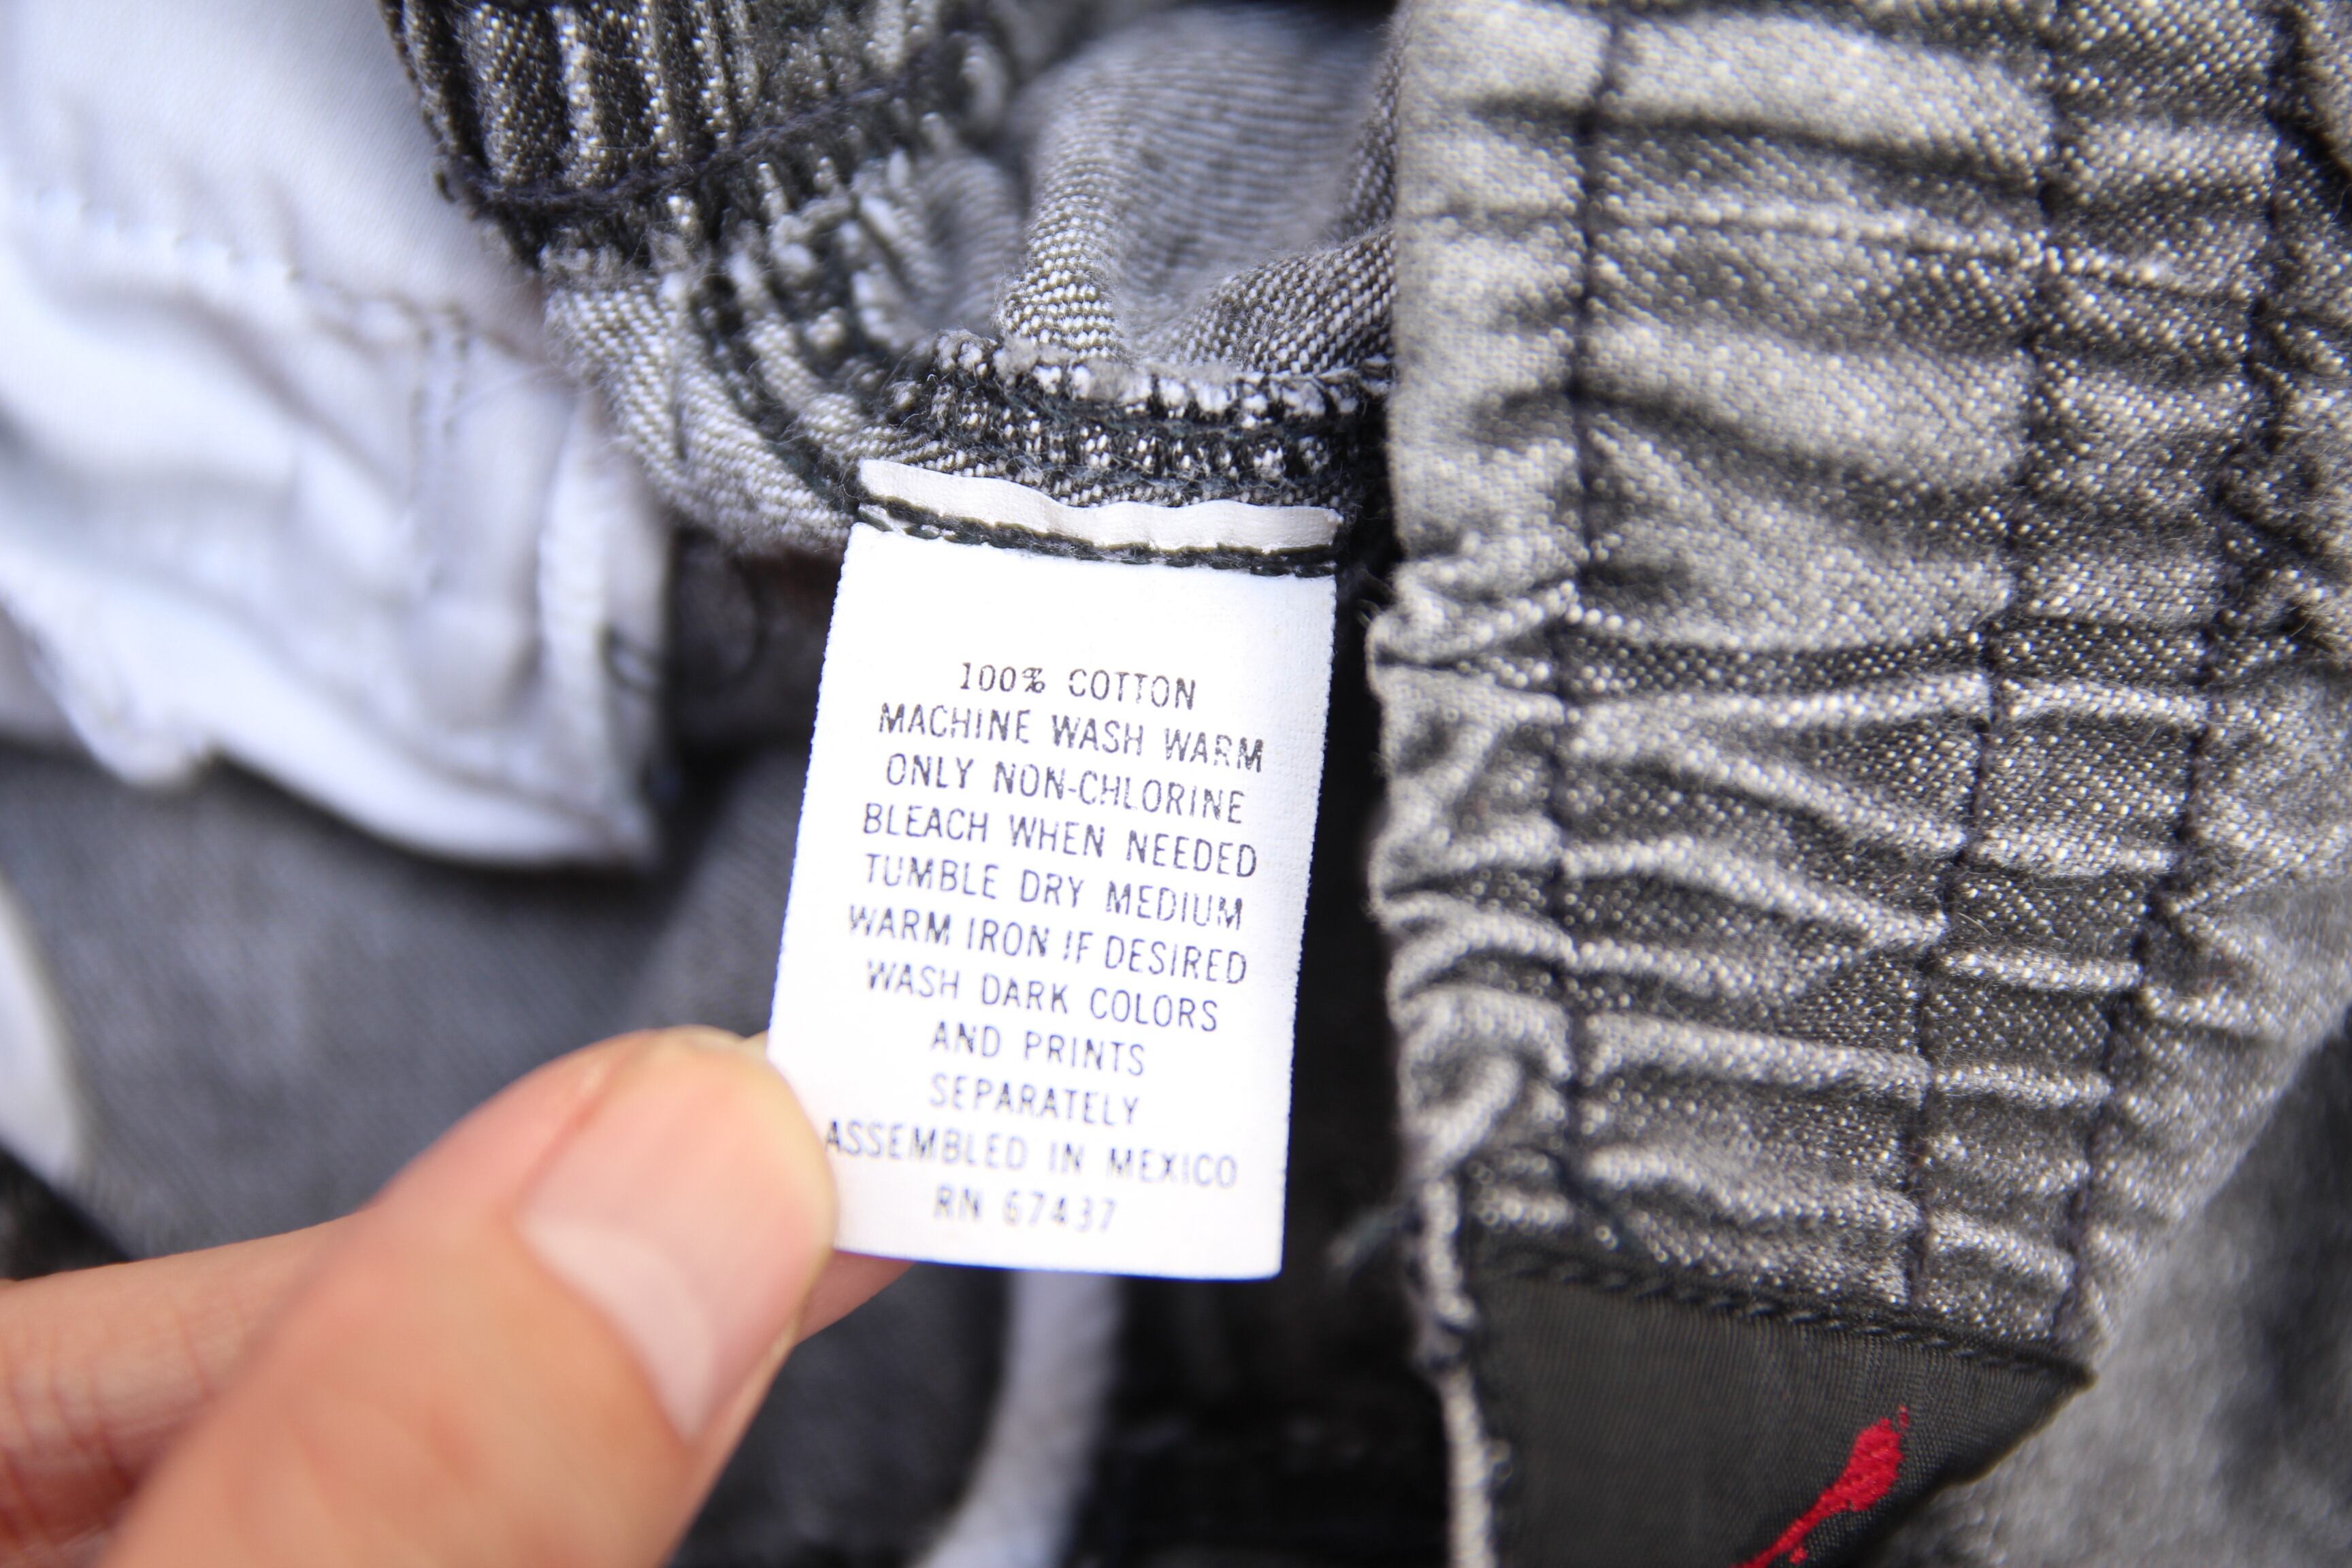 100% COTTON
MACHINE WASH WARM
ONLY NON-CHLORINE
BLEACH WHEN NEEDED
TUMBLE DRY MEDIUM
WARM IRON IF DESIRED
WASH DARK COLORS
AND PRINTS
SEPARATELY
ASSEMBLED IN MEXICO
RN 67437